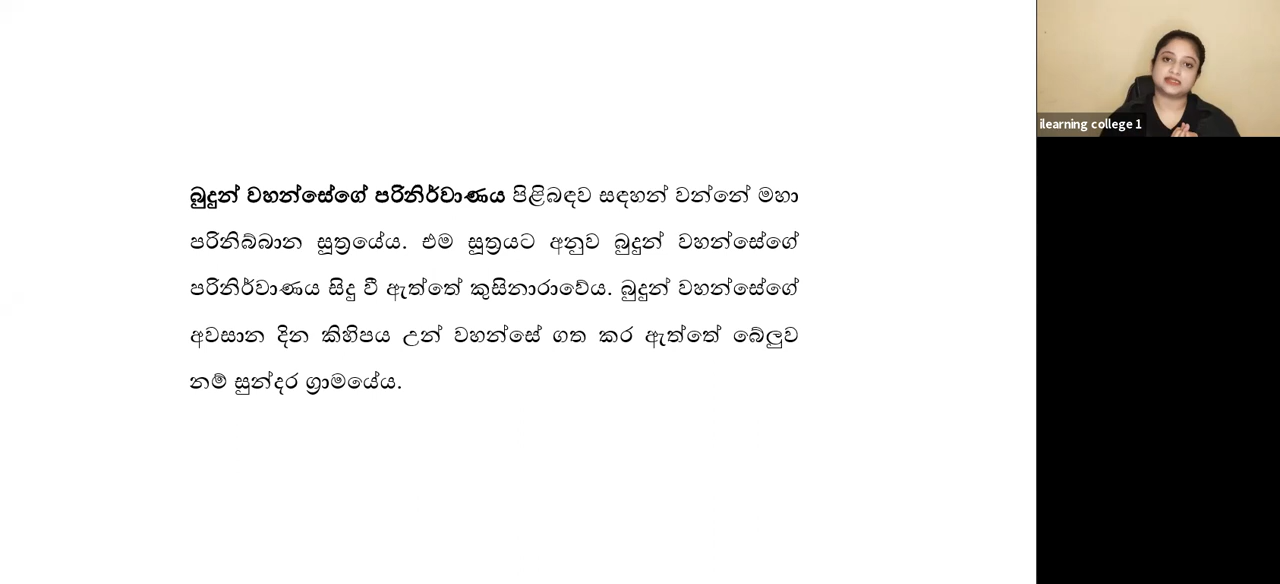 බුදුන් වහන්සේගේ පරිනිර්වාණය පිළිබඳව සඳහන් වන්නේ මහා
පරිනිබ්බාන සූත්‍රයේය. එම සූත්‍රයට අනුව බුදුන් වහන්සේගේ
පරිනිර්වාණය සිදු වී ඇත්තේ කුසිනාරාවේය. බුදුන් වහන්සේගේ
අවසාන දින කිහිපය උන් වහන්සේ ගත කර ඇත්තේ බේලුව
නම් සුන්දර ග්‍රාමයේය.
ilearning college 1